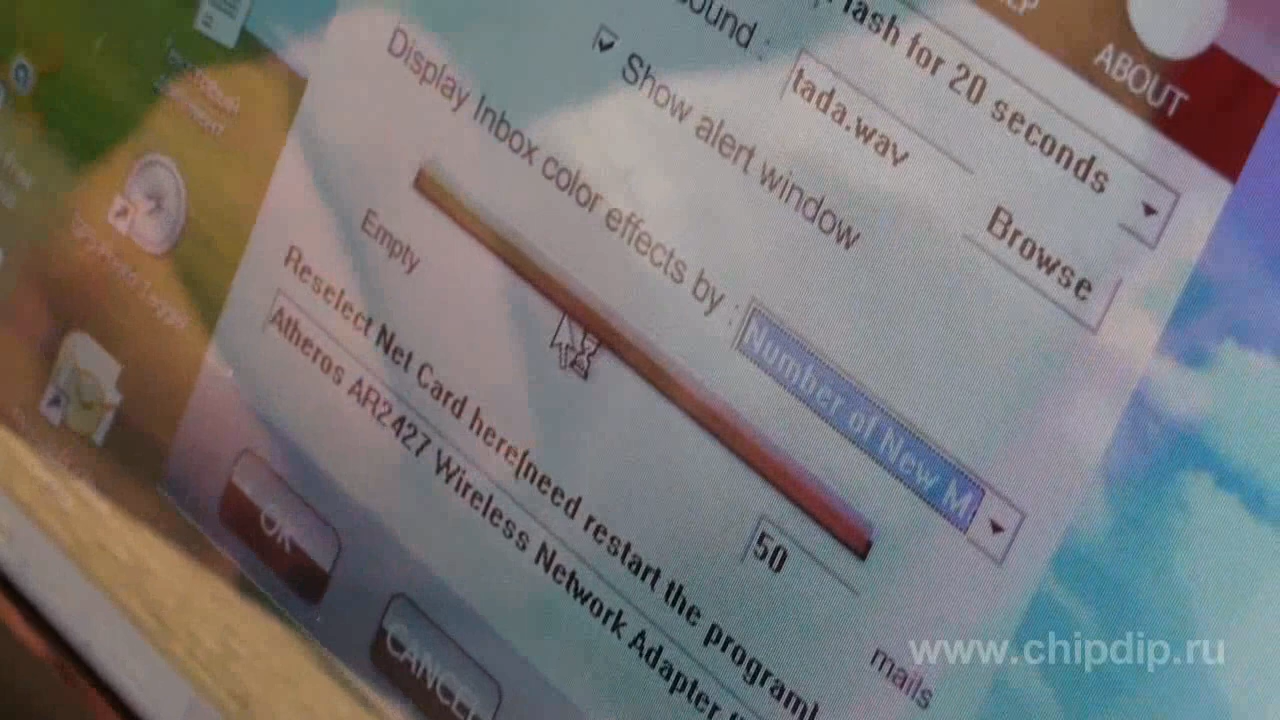 flash for 20 seconds
ABOUT
tada.wav
Browse
Show alert window
Display Inbox color effects by :
Number of New M
Empty
50
mails
Reselect Net Card here(need restart the program)
Atheros AR2427 Wireless Network Adapter
OK
CANCEL
www.chipdip.ru